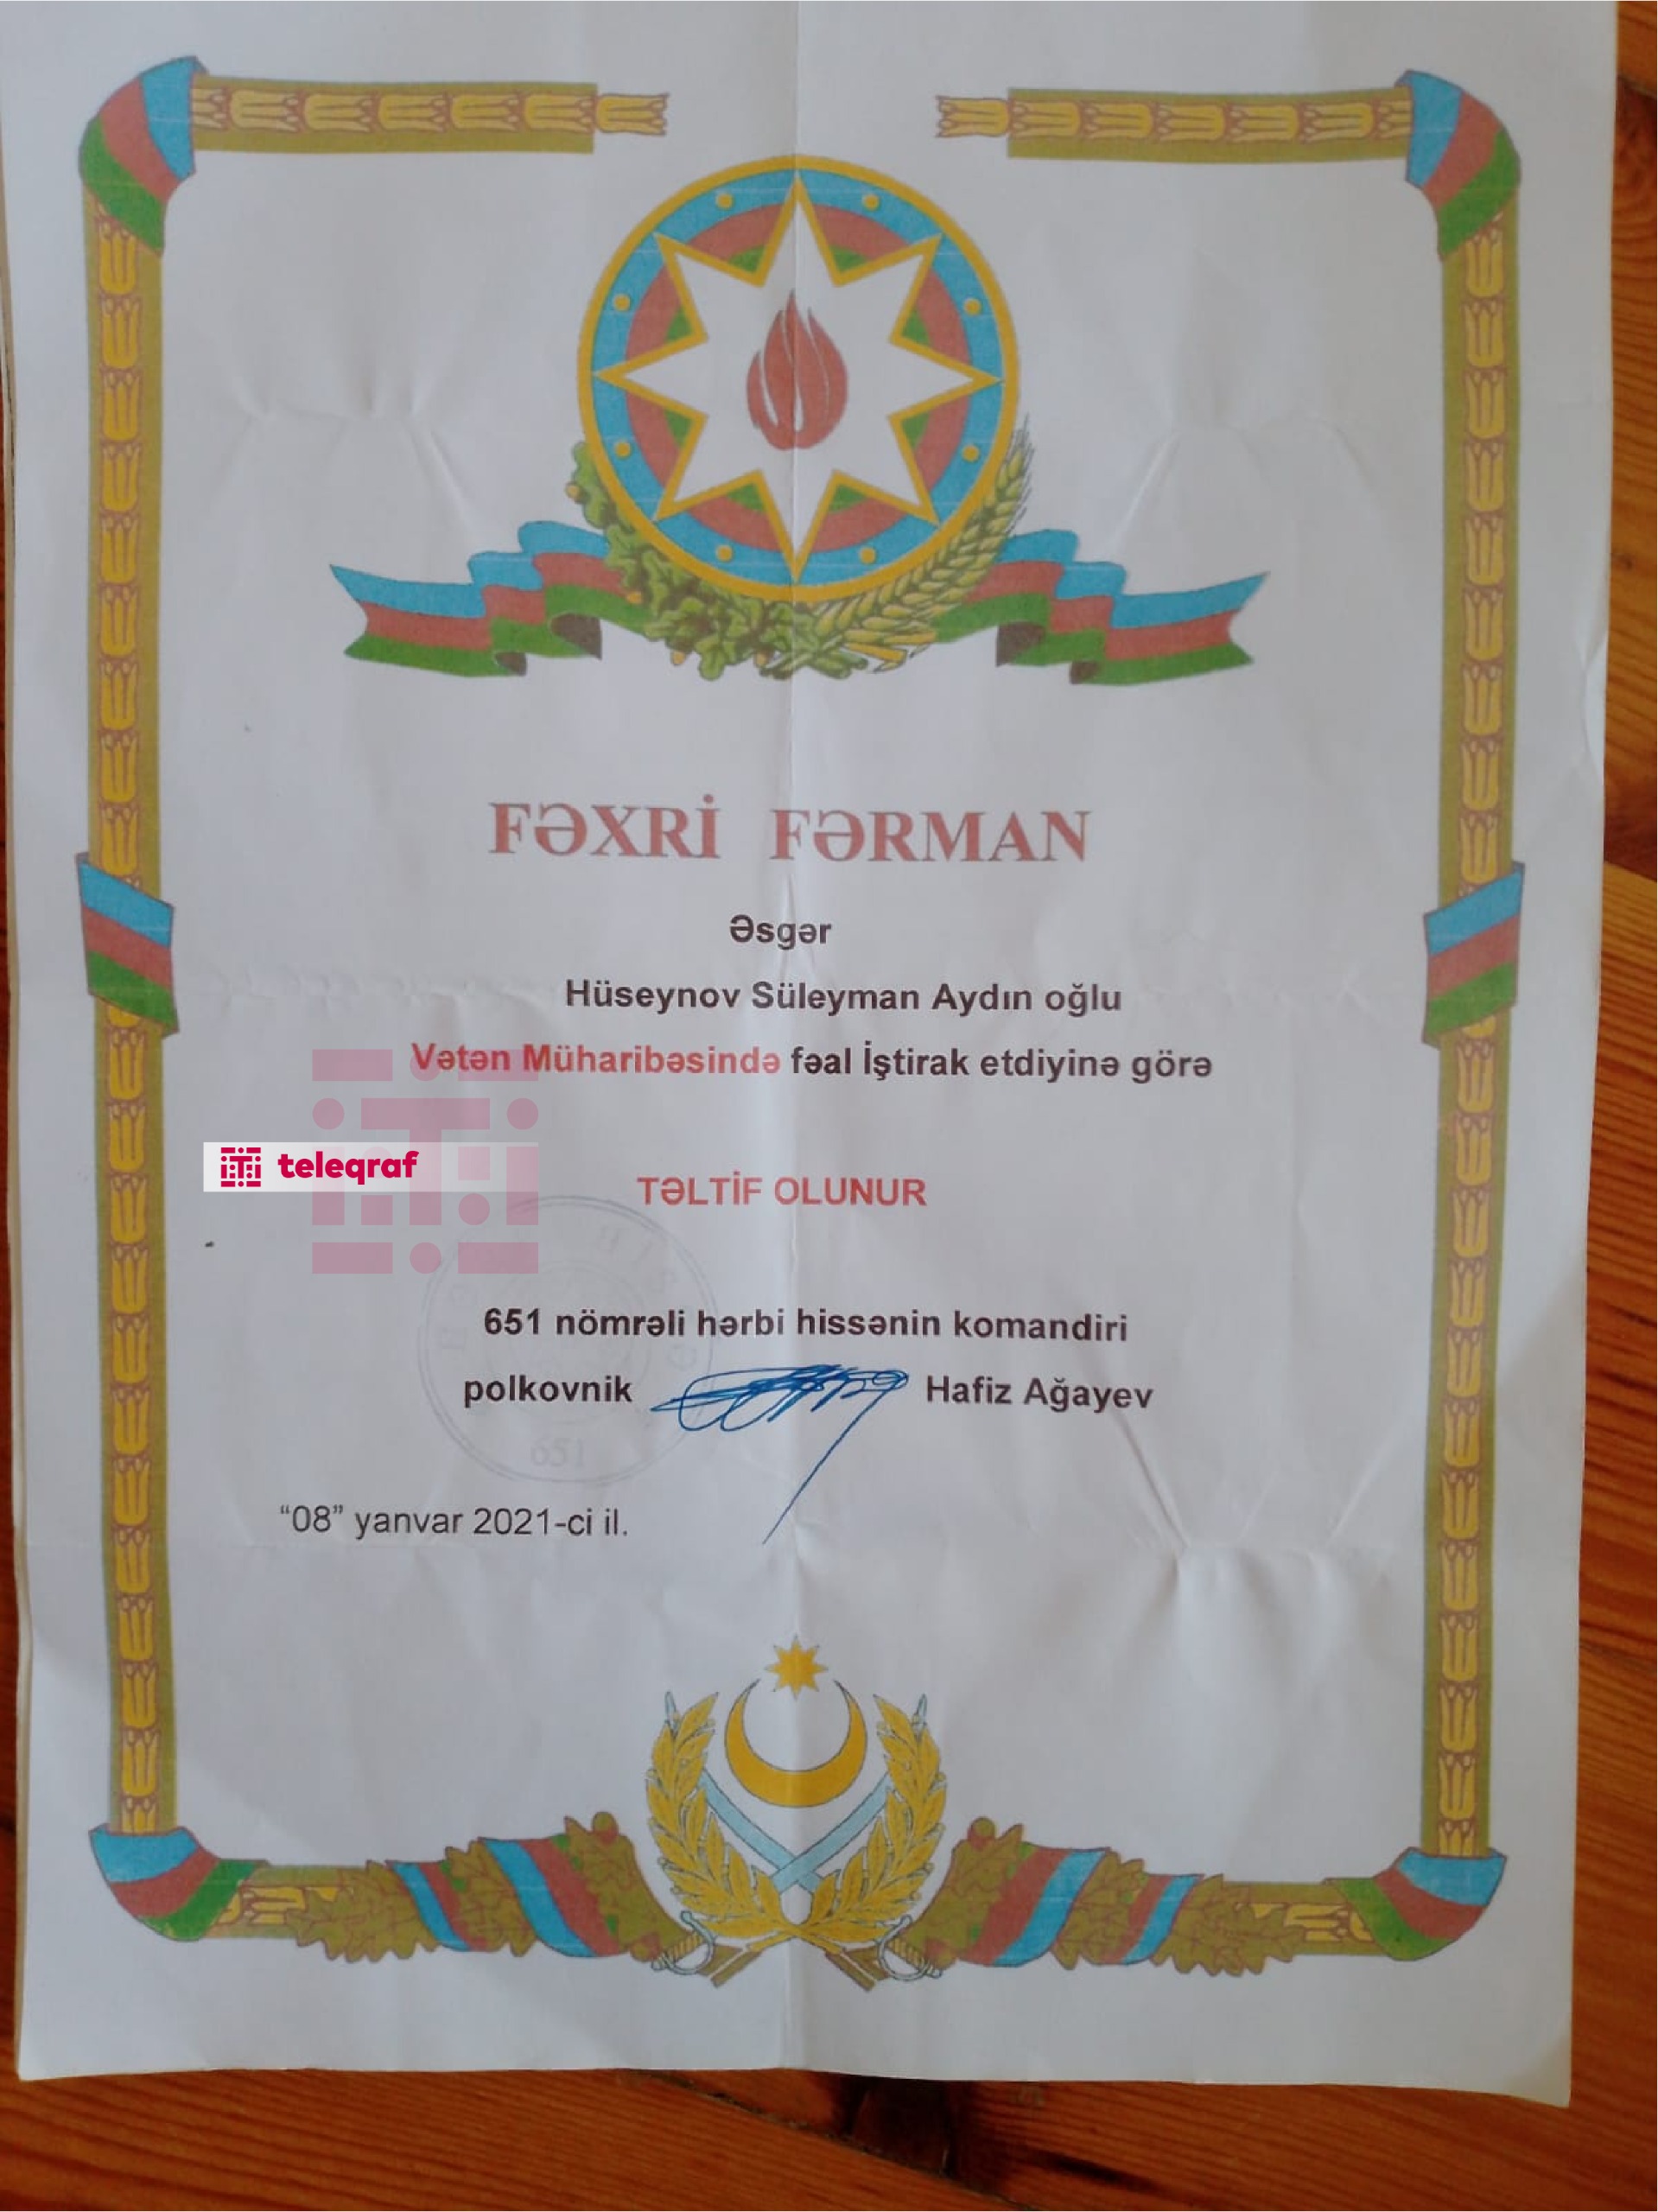 FƏXRİ FƏRMAN
Əsgər
Hüseynov Süleyman Aydın oğlu
Vətən Müharibəsində fəal İştirak etdiyinə görə
teleqraf
TƏLTİF OLUNUR
651 nömrəli hərbi hissənin komandiri
polkovnik Hafiz Ağayev
651
“08” yanvar 2021-ci il.